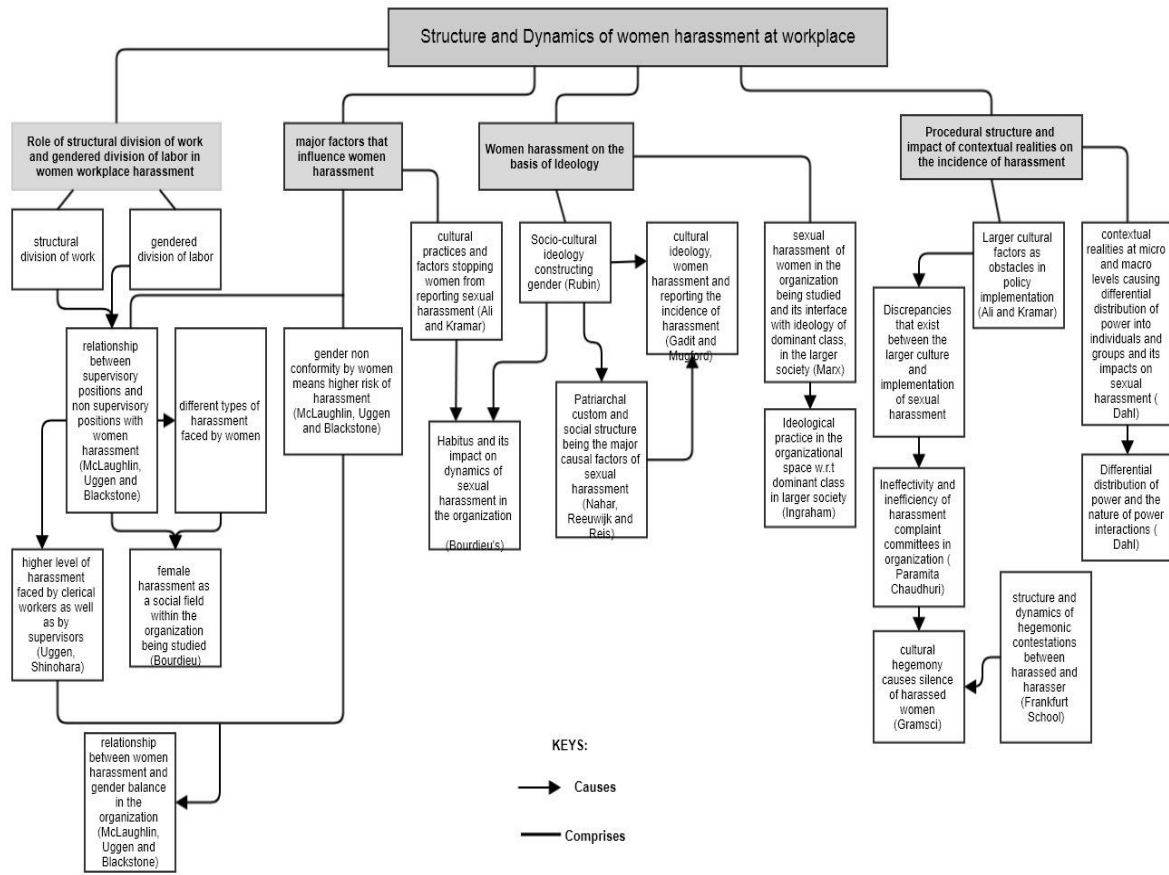 Structure and Dynamics of women harassment at workplace
Role of structural division of work
and gendered division of labor in
women workplace harassment
major factors that
influence women
harassment
Women harassment on the
basis of Ideology
Procedural structure and
impact of contextual realities on
the incidence of harassment
structural
division of work
gendered
division of labor
cultural
practices and
factors stopping
women from
reporting sexual
harassment (Ali
and Kramar)
Socio-cultural
ideology
constructing
gender (Rubin)
cultural
ideology,
women
harassment and
reporting the
incidence of
harassment
(Gadit and
Mugford)
sexual
harassment of
women in the
organization
being studied
and its interface
with ideology of
dominant class,
in the larger
society (Marx)
Larger cultural
factors as
obstacles in
policy
implementation
(Ali and Kramar)
contextual
realities at micro
and macro
levels causing
differential
distribution of
power into
individuals and
groups and its
impacts on
sexual
harassment (
Dahl)
Discrepancies
that exist
between the
larger culture
and
implementation
of sexual
harassment
relationship
between
supervisory
positions and
non supervisory
positions with
women
harassment
(McLaughlin,
Uggen and
Blackstone)
different types of
harassment
faced by women
gender non
conformity by women
means higher risk of
harassment
(McLaughlin, Uggen
and Blackstone)
Habitus and its
impact on
dynamics of
sexual
harassment in
the organization
(Bourdieu's)
Patriarchal
custom and
social structure
being the major
causal factors of
sexual
harassment
(Nahar,
Reeuwijk and
Reis)
Ideological
practice in the
organizational
space w.r.t
dominant class
in larger society
(Ingraham)
Ineffectivity and
inefficiency of
harassment
complaint
committees in
organization (
Paramita
Chaudhuri)
Differential
distribution of
power and the
nature of power
interactions (
Dahl)
higher level of
harassment
faced by clerical
workers as well
as by
supervisors
(Uggen,
Shinohara)
female
harassment as
a social field
within the
organization
being studied
(Bourdieu)
cultural
hegemony
causes silence
of harassed
women
(Gramsci)
structure and
dynamics of
hegemonic
contestations
between
harassed and
harasser
(Frankfurt
School)
relationship
between women
harassment and
gender balance
in the
organization
(McLaughlin,
Uggen and
Blackstone)
KEYS:
Causes
Comprises